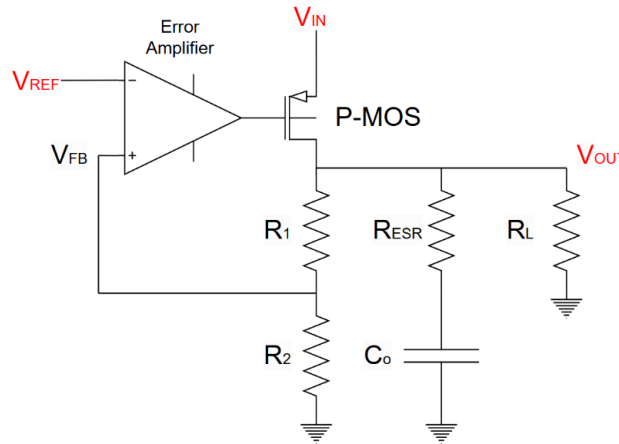 VIN
Error
Amplifier
VREF
−
P-MOS
VFB
+
VOUT
R1
RESR
RL
R2
Co